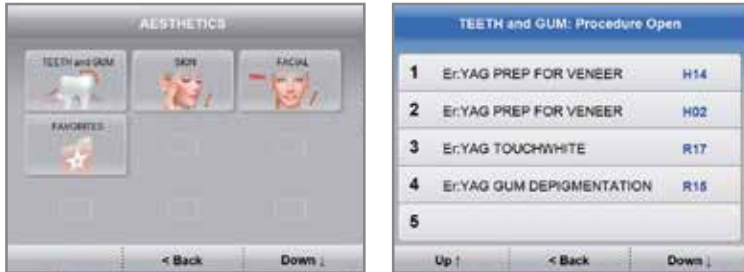 AESTHETICS
TEETH and GUM
SKIN
FACIAL
FAVORITES
< Back
Down ↓
TEETH and GUM: Procedure Open
1 Er:YAG PREP FOR VENEER H14
2 Er:YAG PREP FOR VENEER H02
3 Er:YAG TOUCHWHITE R17
4 Er:YAG GUM DEPIGMENTATION R15
5
Up ↑
< Back
Down ↓